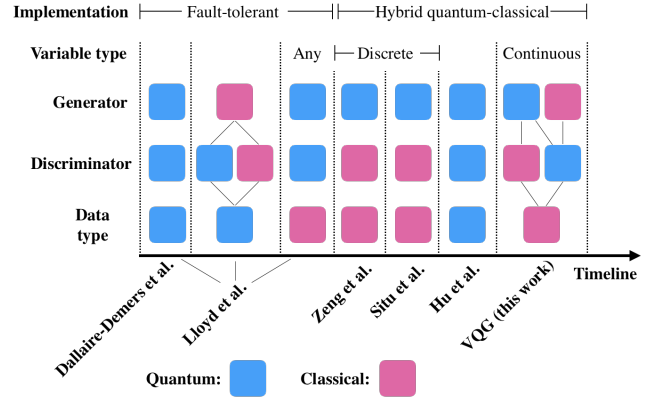 Implementation Fault-tolerant Hybrid quantum-classical
Variable type Any Discrete Continuous
Generator
Discriminator
Data
type
Timeline
Dallaire-Demers et al.
Lloyd et al.
Zeng et al.
Situ et al.
Hu et al.
VQG (this work)
Quantum: Classical: